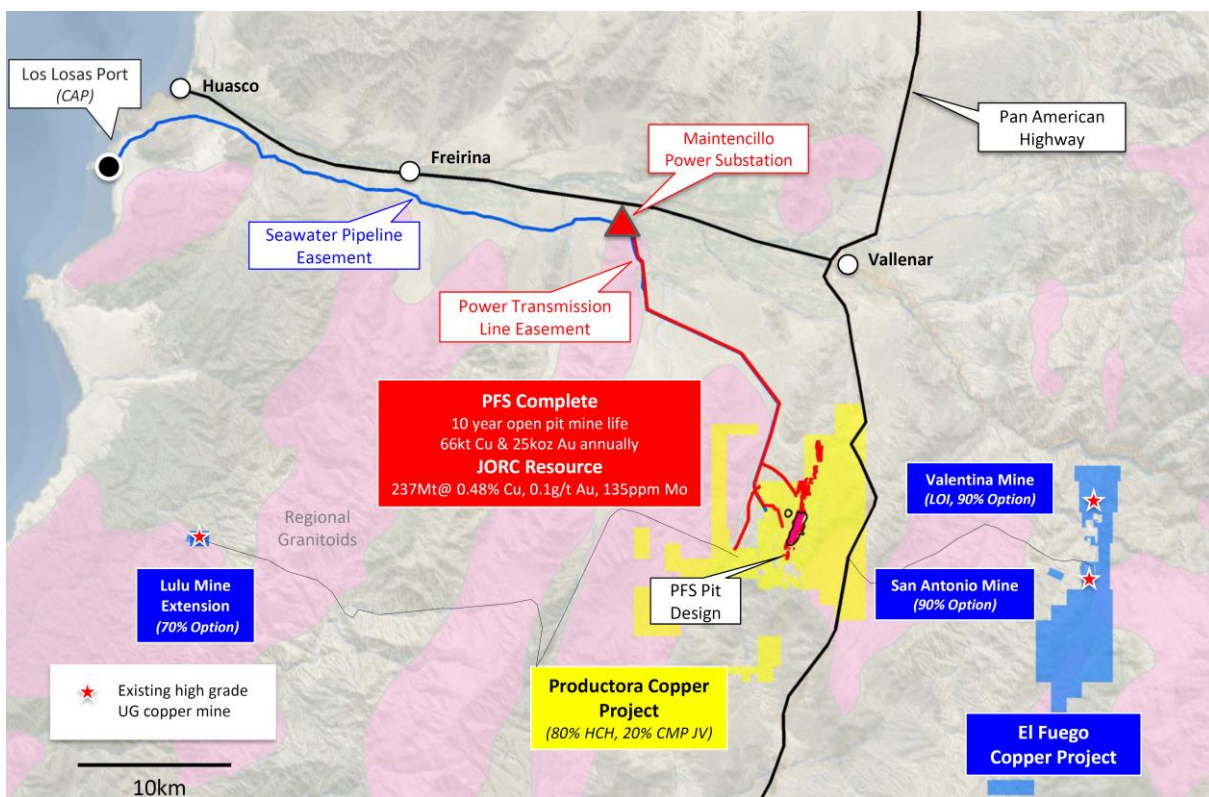 Los Losas Port
(CAP)
Huasco
Freirina
Maintencillo
Power Substation
Pan American
Highway
Seawater Pipeline
Easement
Vallenar
Power Transmission
Line Easement
PFS Complete
10 year open pit mine life
66kt Cu & 25koz Au annually
JORC Resource
237Mt@ 0.48% Cu, 0.1g/t Au, 135ppm Mo
Regional
Granitoids
Valentina Mine
(LOI, 90% Option)
Lulu Mine
Extension
(70% Option)
PFS Pit
Design
San Antonio Mine
(90% Option)
Existing high grade
UG copper mine
Productora Copper
Project
(80% HCH, 20% CMP JV)
El Fuego
Copper Project
10km